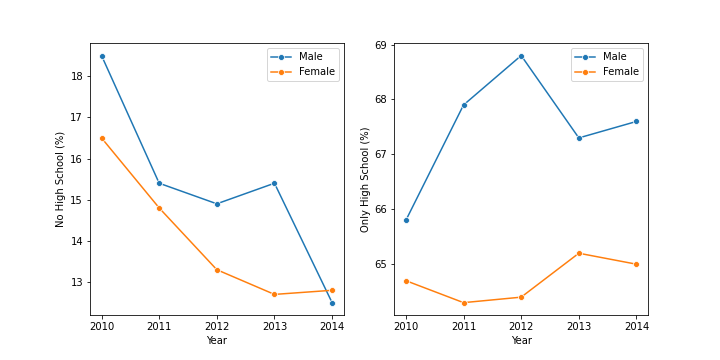 No High School (%)
18
17
16
15
14
13
2010 2011 2012 2013 2014
Year
Male
Female
Only High School (%)
69
68
67
66
65
2010 2011 2012 2013 2014
Year
Male
Female